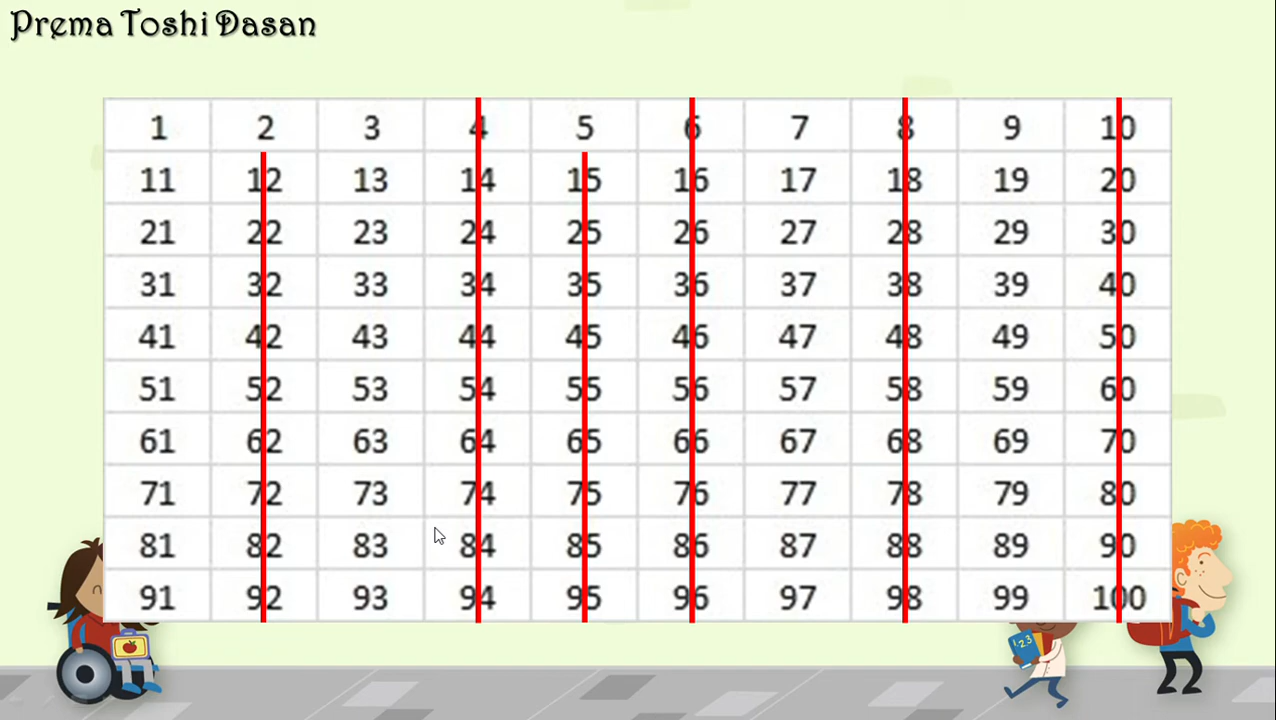 Prema Toshi Dasan
1 2 3 4 5 6 7 8 9 10
11 12 13 14 15 16 17 18 19 20
21 22 23 24 25 26 27 28 29 30
31 32 33 34 35 36 37 38 39 40
41 42 43 44 45 46 47 48 49 50
51 52 53 54 55 56 57 58 59 60
61 62 63 64 65 66 67 68 69 70
71 72 73 74 75 76 77 78 79 80
81 82 83 84 85 86 87 88 89 90
91 92 93 94 95 96 97 98 99 100
1 2 3